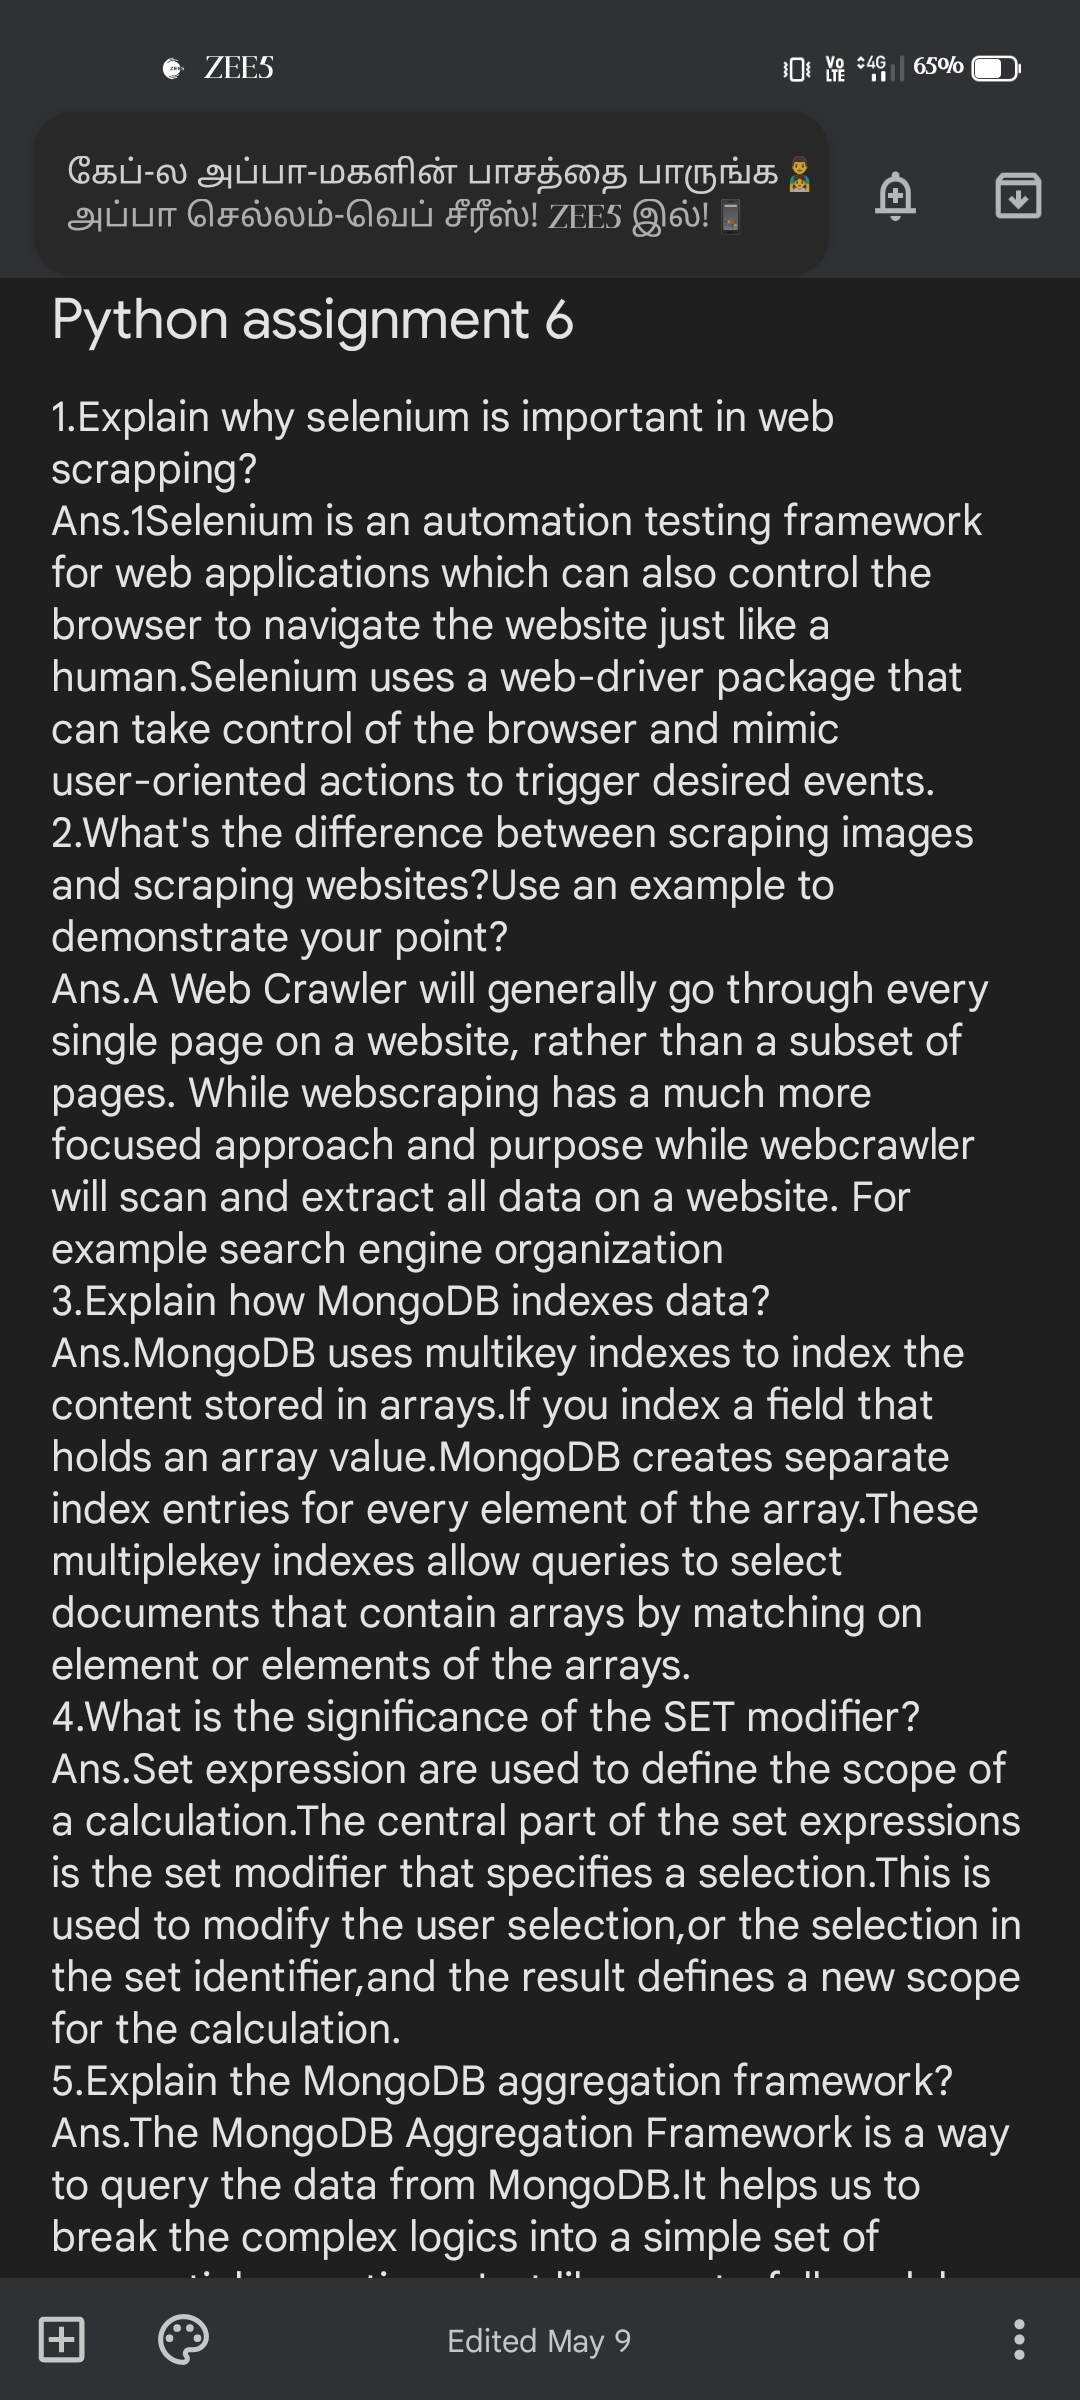 ZEE5
Vo
LTE
4G
65%
கேப்-ல அப்பா-மகளின் பாசத்தை பாருங்க 👨‍🍼
அப்பா செல்லம்-வெப் சீரீஸ்! ZEE5 இல்!📱
Python assignment 6
1.Explain why selenium is important in web
scrapping?
Ans.1Selenium is an automation testing framework
for web applications which can also control the
browser to navigate the website just like a
human.Selenium uses a web-driver package that
can take control of the browser and mimic
user-oriented actions to trigger desired events.
2.What's the difference between scraping images
and scraping websites?Use an example to
demonstrate your point?
Ans.A Web Crawler will generally go through every
single page on a website, rather than a subset of
pages. While webscraping has a much more
focused approach and purpose while webcrawler
will scan and extract all data on a website. For
example search engine organization
3.Explain how MongoDB indexes data?
Ans.MongoDB uses multikey indexes to index the
content stored in arrays.If you index a field that
holds an array value.MongoDB creates separate
index entries for every element of the array.These
multiplekey indexes allow queries to select
documents that contain arrays by matching on
element or elements of the arrays.
4.What is the significance of the SET modifier?
Ans.Set expression are used to define the scope of
a calculation.The central part of the set expressions
is the set modifier that specifies a selection.This is
used to modify the user selection,or the selection in
the set identifier,and the result defines a new scope
for the calculation.
5.Explain the MongoDB aggregation framework?
Ans.The MongoDB Aggregation Framework is a way
to query the data from MongoDB.It helps us to
break the complex logics into a simple set of
Edited May 9